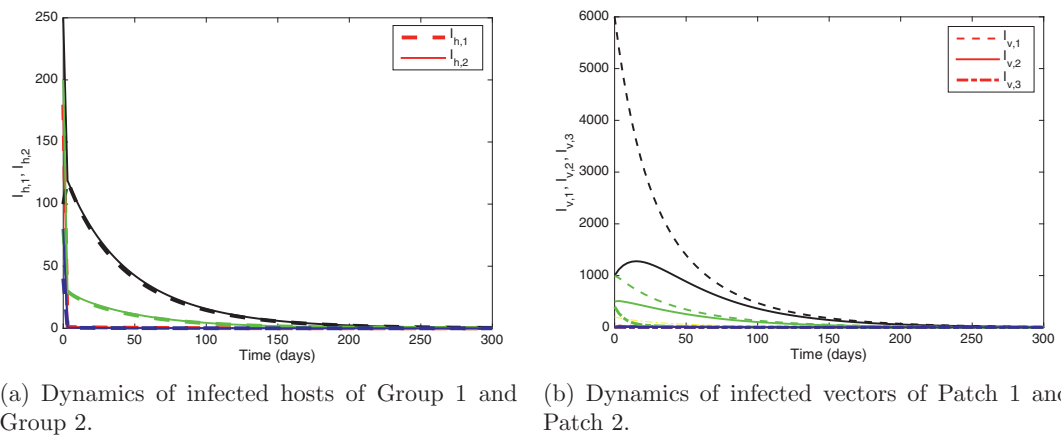 250
200
150
100
50
0
I_{h,1}, I_{h,2}
0 50 100 150 200 250 300
Time (days)
I_{h,1}
I_{h,2}
6000
5000
4000
3000
2000
1000
0
I_{v,1}, I_{v,2}, I_{v,3}
0 50 100 150 200 250 300
Time (days)
I_{v,1}
I_{v,2}
I_{v,3}
(a) Dynamics of infected hosts of Group 1 and
Group 2.
(b) Dynamics of infected vectors of Patch 1 and
Patch 2.